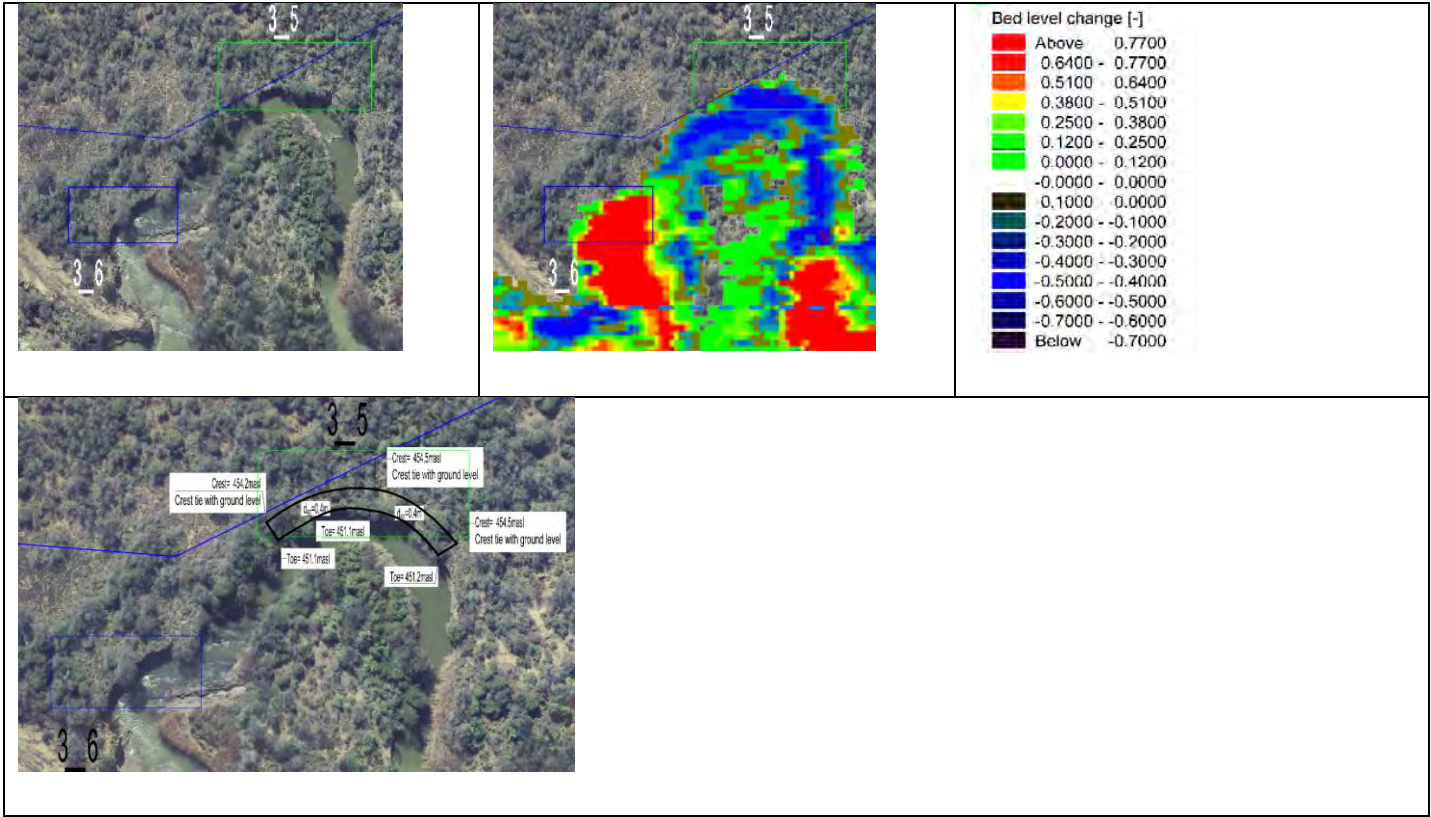 3_5
3_6
3_5
3_6
Bed level change [-]
Above 0.7700
0.6400 - 0.7700
0.5100 - 0.6400
0.3800 - 0.5100
0.2500 - 0.3800
0.1200 - 0.2500
0.0000 - 0.1200
-0.0000 - 0.0000
-0.1000 - 0.0000
-0.2000 - -0.1000
-0.3000 - -0.2000
-0.4000 - -0.3000
-0.5000 - -0.4000
-0.6000 - -0.5000
-0.7000 - -0.6000
Below -0.7000
3_5
Crest= 454.5masl
Crest tie with ground level
Crest= 454.2masl
Crest tie with ground level
=0.4m
=0.4m
Crest= 454.5masl
Crest tie with ground level
Toe= 451.1masl
Toe= 451.1masl
Toe= 451.2masl
3_6